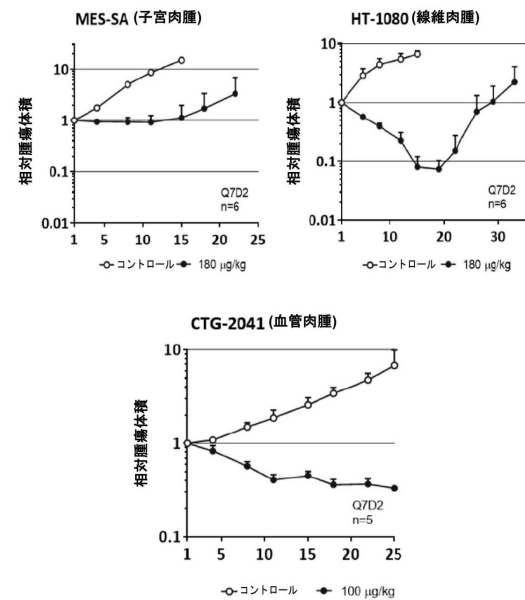 MES-SA (子宮肉腫)
相対腫瘍体積
10
1
0.1
0.01
Q7D2
n=6
1 5 10 15 20 25
コントロール 180 μg/kg
HT-1080 (線維肉腫)
相対腫瘍体積
10
1
0.1
0.01
Q7D2
n=6
1 10 20 30
コントロール 180 μg/kg
CTG-2041 (血管肉腫)
相対腫瘍体積
10
1
0.1
Q7D2
n=5
1 5 10 15 20 25
コントロール 100 μg/kg